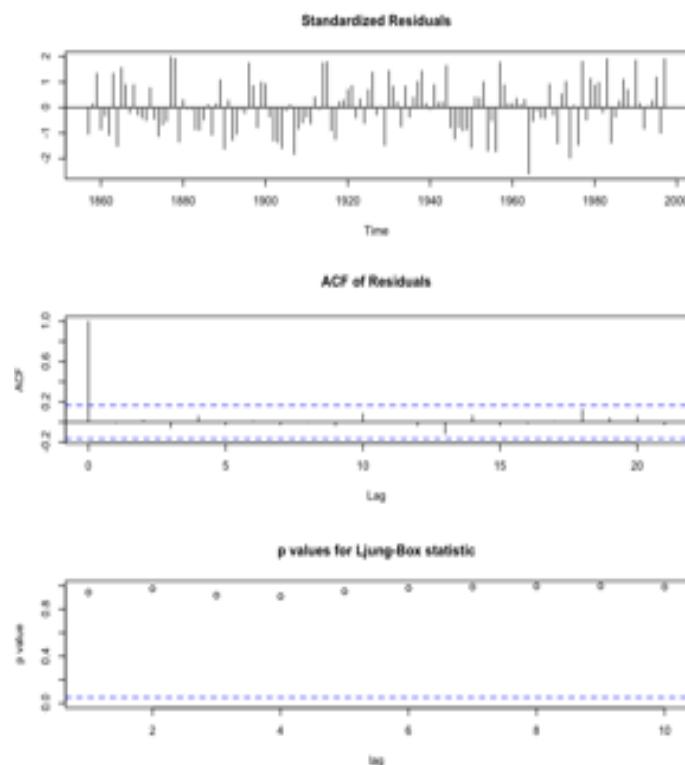 Standardized Residuals
2
1
0
-1
-2
1860 1880 1900 1920 1940 1960 1980 2000
Time
ACF of Residuals
ACF
1.0
0.6
0.2
-0.2
0 5 10 15 20
Lag
p values for Ljung-Box statistic
p value
0.8
0.4
0.0
2 4 6 8 10
lag